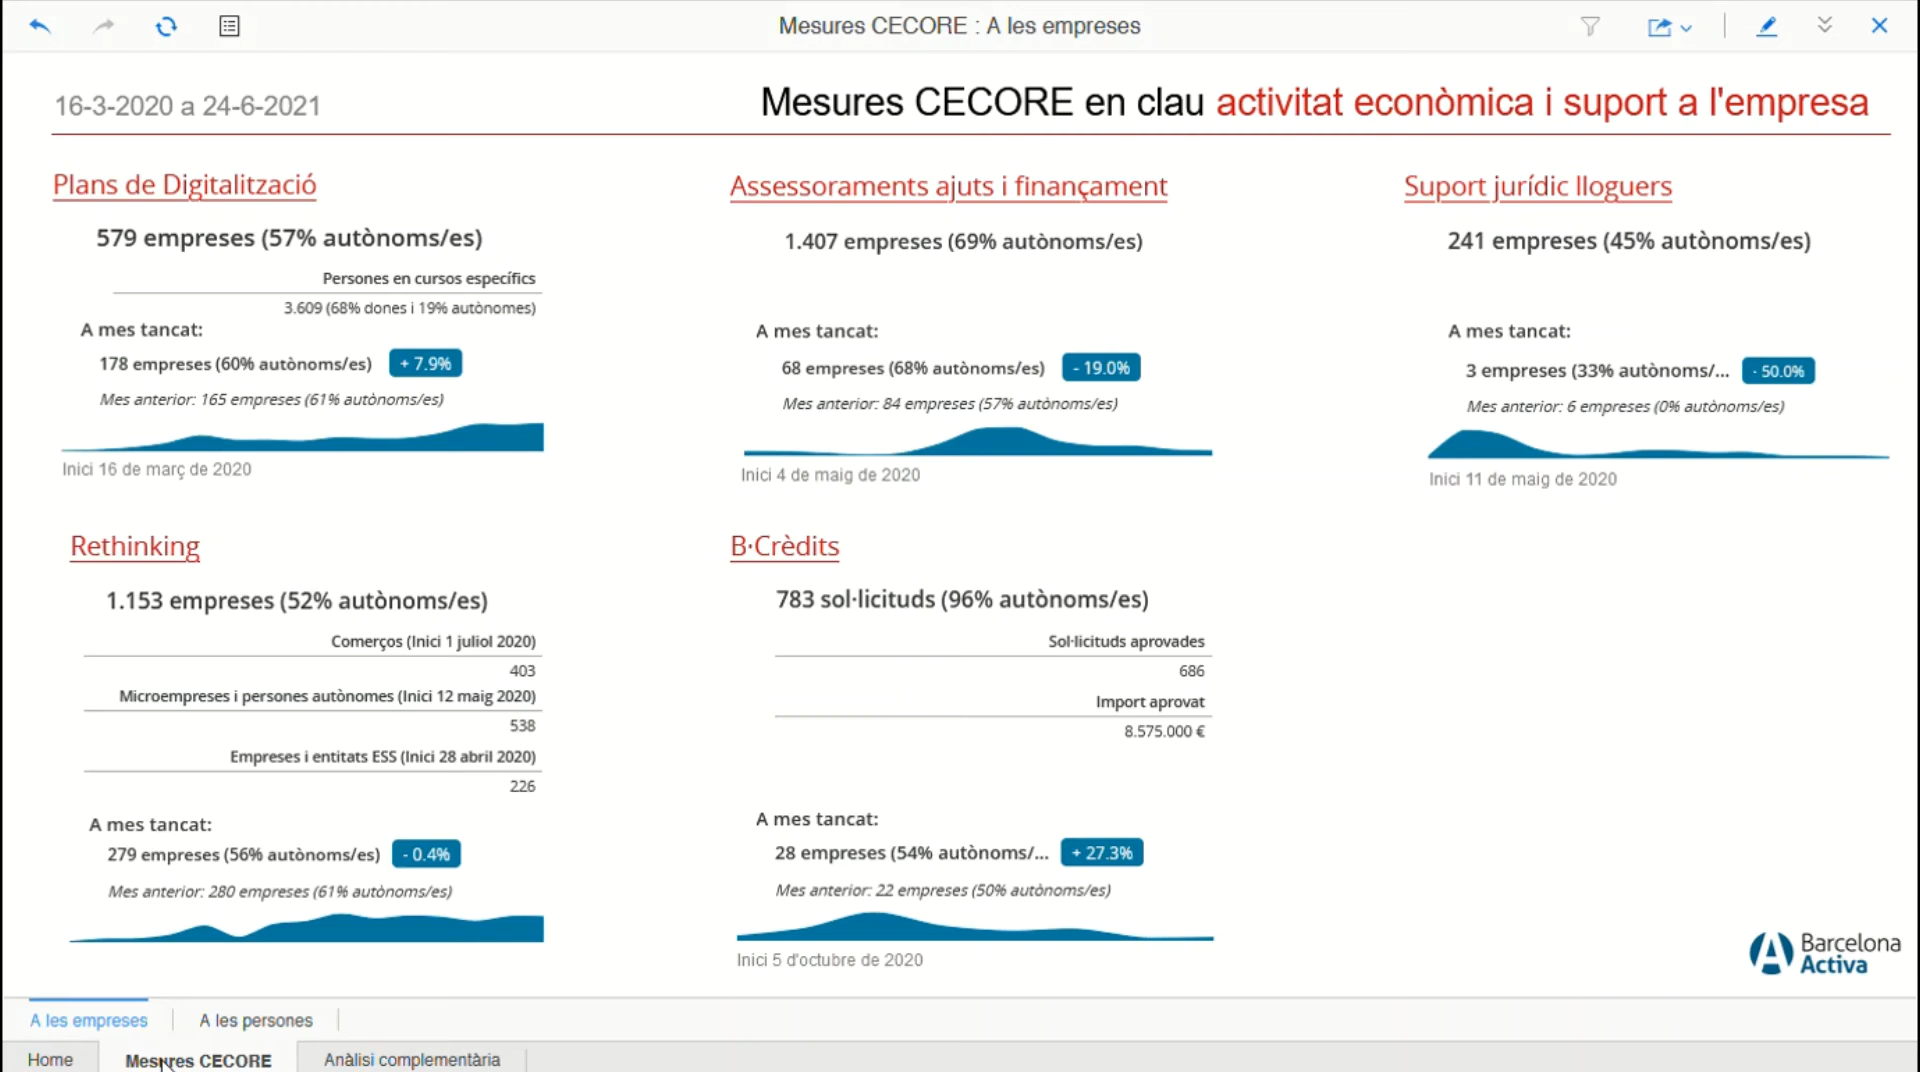 Mesures CECORE : A les empreses
16-3-2020 a 24-6-2021
Mesures CECORE en clau activitat econòmica i suport a l'empresa
Plans de Digitalització
579 empreses (57% autònoms/es)
Persones en cursos específics
3.609 (68% dones i 19% autònomes)
A mes tancat:
178 empreses (60% autònoms/es) + 7.9%
Mes anterior: 165 empreses (61% autònoms/es)
Inici 16 de març de 2020
Assessoraments ajuts i finançament
1.407 empreses (69% autònoms/es)
A mes tancat:
68 empreses (68% autònoms/es) - 19.0%
Mes anterior: 84 empreses (57% autònoms/es)
Inici 4 de maig de 2020
Suport jurídic lloguers
241 empreses (45% autònoms/es)
A mes tancat:
3 empreses (33% autònoms/... - 50.0%
Mes anterior: 6 empreses (0% autònoms/es)
Inici 11 de maig de 2020
Rethinking
1.153 empreses (52% autònoms/es)
Comerços (Inici 1 juliol 2020)
403
Microempreses i persones autònomes (Inici 12 maig 2020)
538
Empreses i entitats ESS (Inici 28 abril 2020)
226
A mes tancat:
279 empreses (56% autònoms/es) - 0.4%
Mes anterior: 280 empreses (61% autònoms/es)
B·Crèdits
783 sol·licituds (96% autònoms/es)
Sol·licituds aprovades
686
Import aprovat
8.575.000 €
A mes tancat:
28 empreses (54% autònoms/... + 27.3%
Mes anterior: 22 empreses (50% autònoms/es)
Inici 5 d'octubre de 2020
Barcelona
Activa
A les empreses A les persones
Home Mesures CECORE Anàlisi complementària